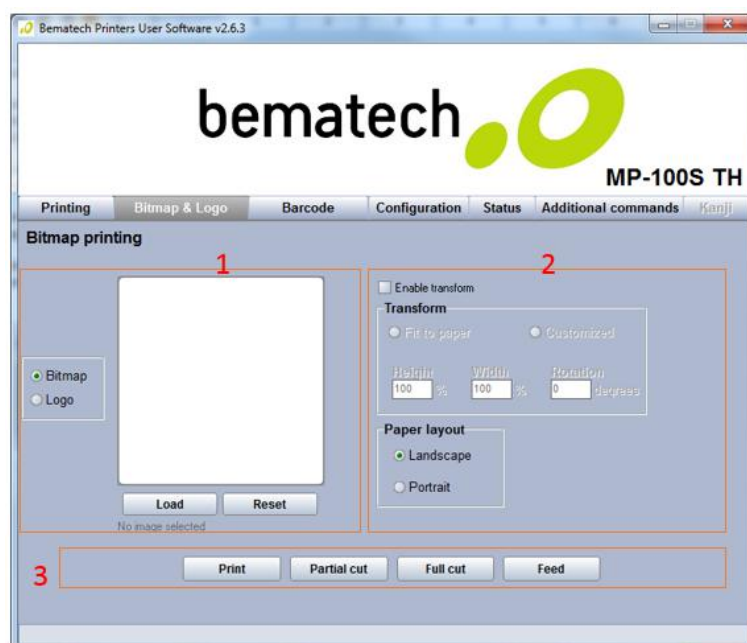 Bematech Printers User Software v2.6.3
bematech
MP-100S TH
Printing Bitmap & Logo Barcode Configuration Status Additional commands Kanji
Bitmap printing
1
2
Enable transform
Transform
Fit to paper Customized
Height Width Rotation
100 % 100 % 0 degrees
Bitmap
Logo
Paper layout
Landscape
Portrait
Load Reset
No image selected
3
Print Partial cut Full cut Feed